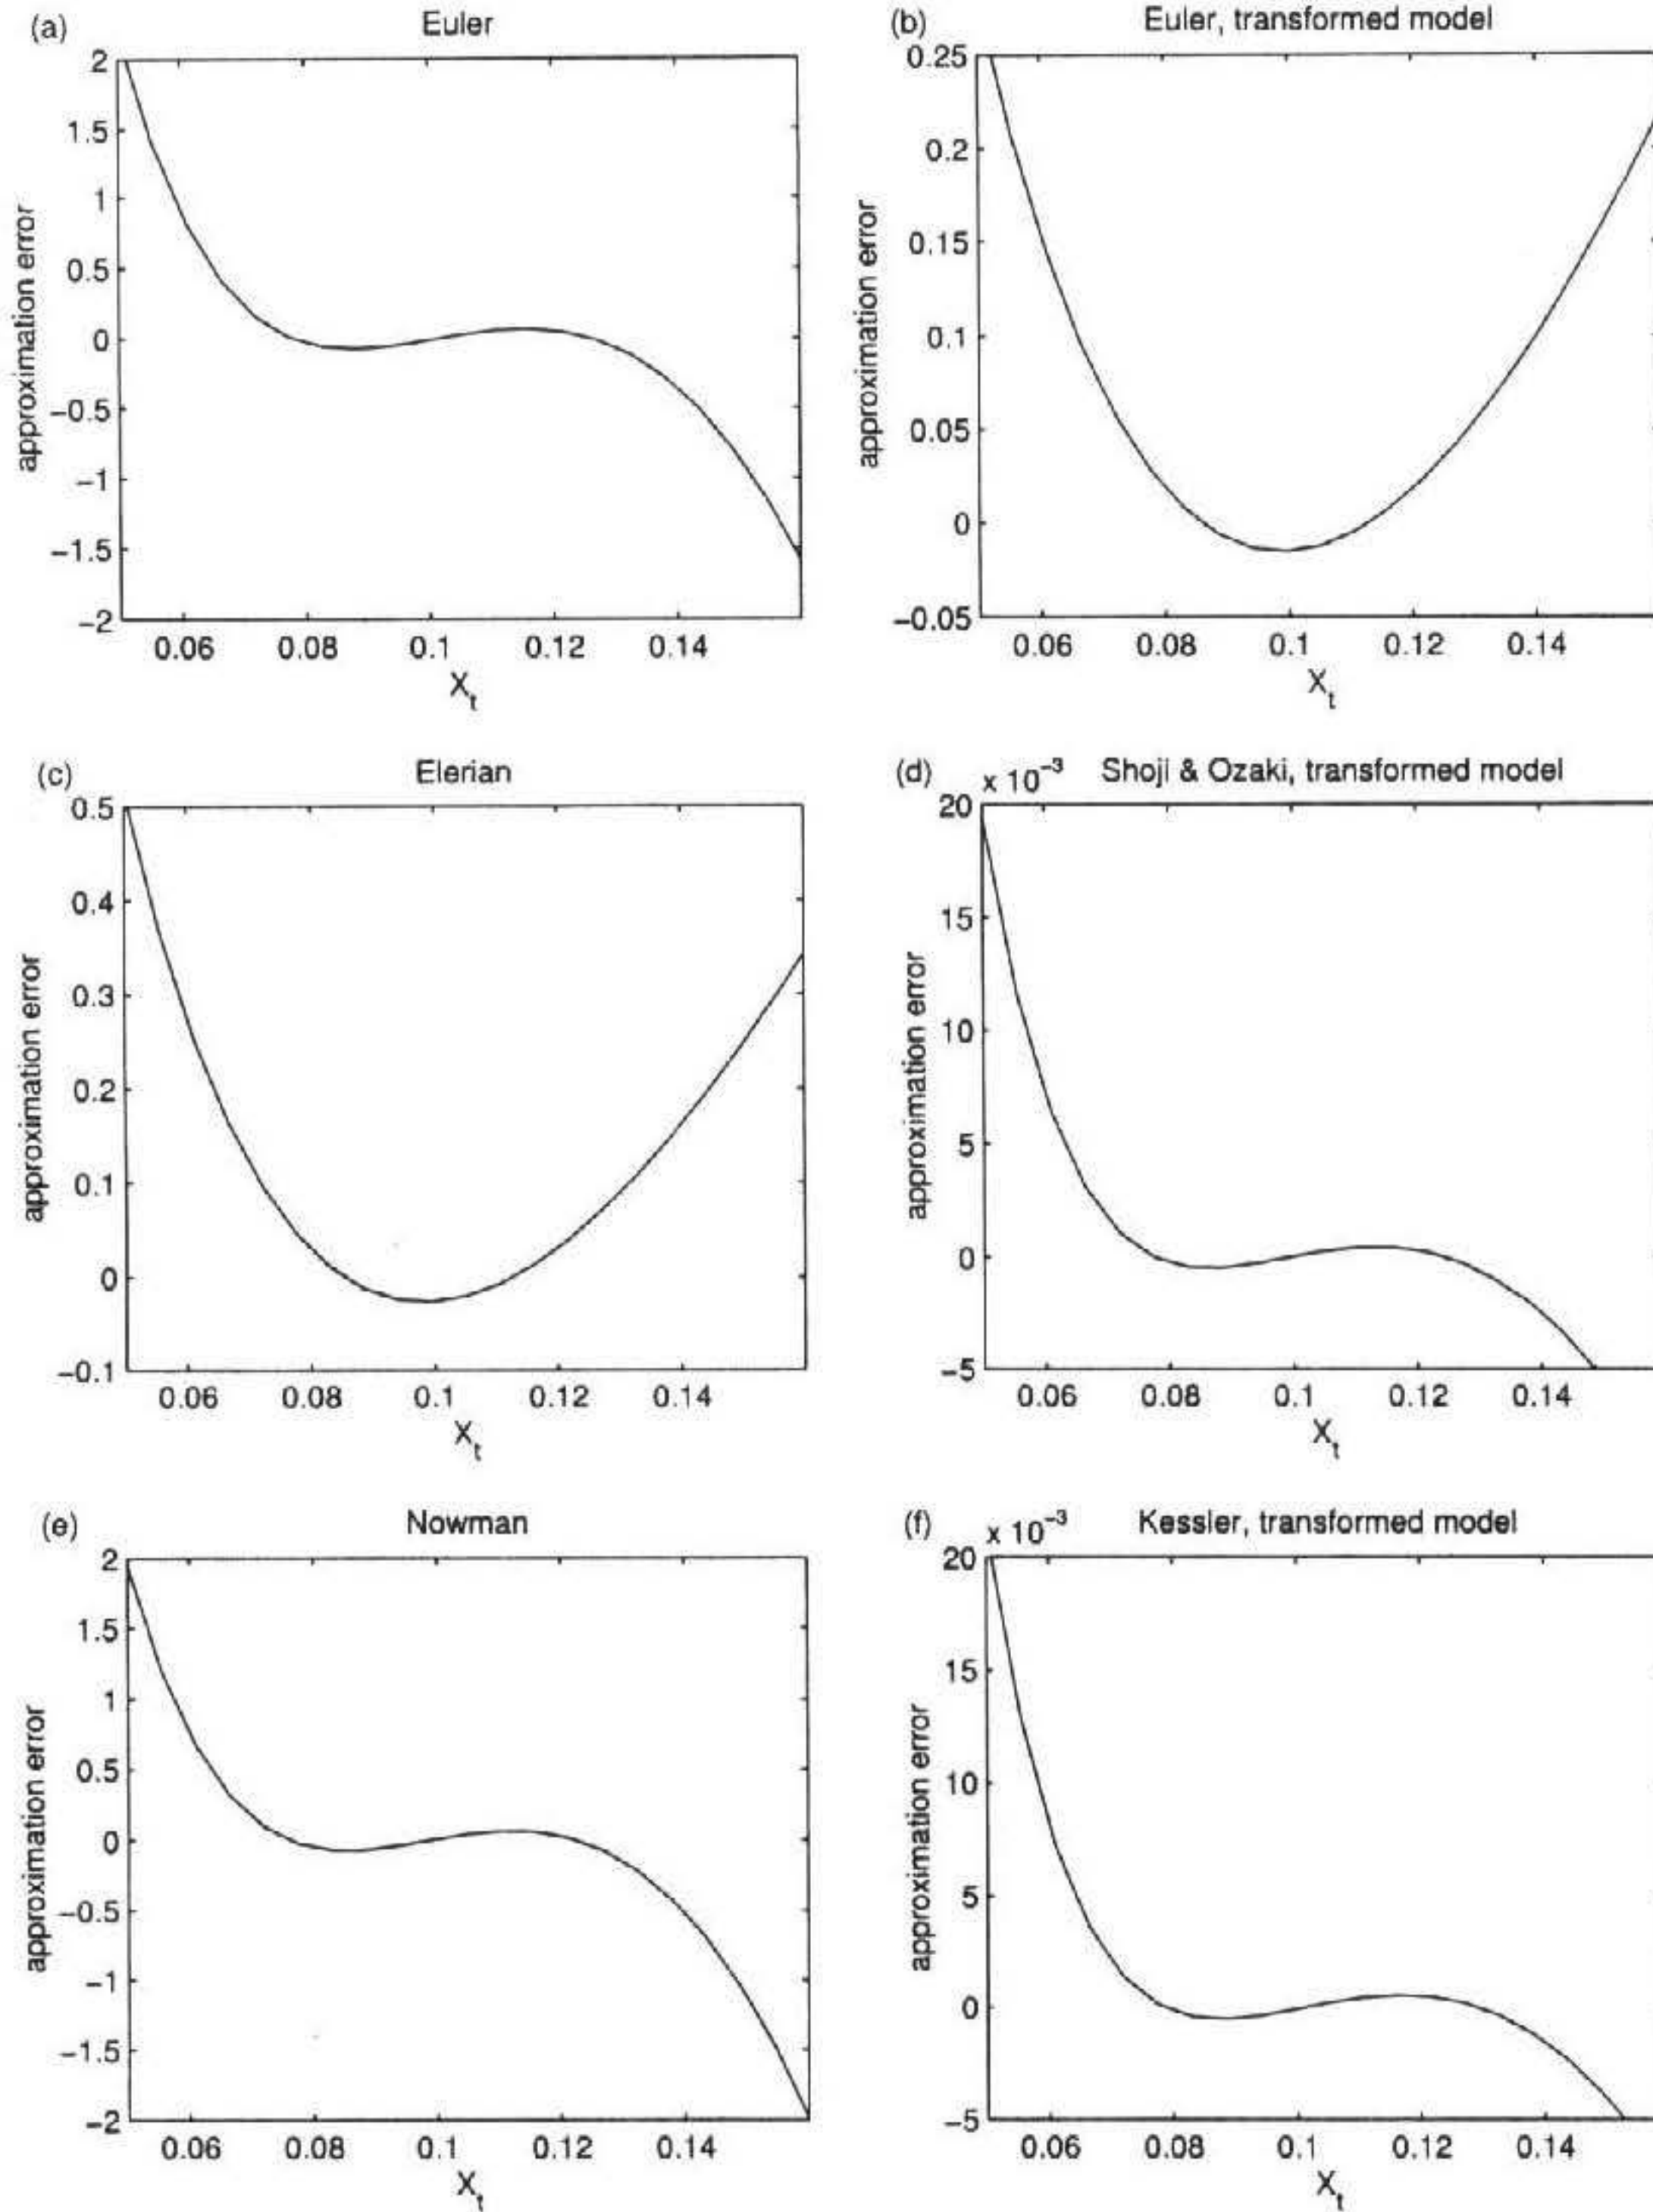 (a)
Euler
2
1.5
1
0.5
0
−0.5
−1
−1.5
−2
approximation error
0.06 0.08 0.1 0.12 0.14
X_t
(b)
Euler, transformed model
0.25
0.2
0.15
0.1
0.05
0
−0.05
approximation error
0.06 0.08 0.1 0.12 0.14
X_t
(c)
Elerian
0.5
0.4
0.3
0.2
0.1
0
−0.1
approximation error
0.06 0.08 0.1 0.12 0.14
X_t
(d)
x 10⁻³
Shoji & Ozaki, transformed model
20
15
10
5
0
−5
approximation error
0.06 0.08 0.1 0.12 0.14
X_t
(e)
Nowman
2
1.5
1
0.5
0
−0.5
−1
−1.5
−2
approximation error
0.06 0.08 0.1 0.12 0.14
X_t
(f)
x 10⁻³
Kessler, transformed model
20
15
10
5
0
−5
approximation error
0.06 0.08 0.1 0.12 0.14
X_t